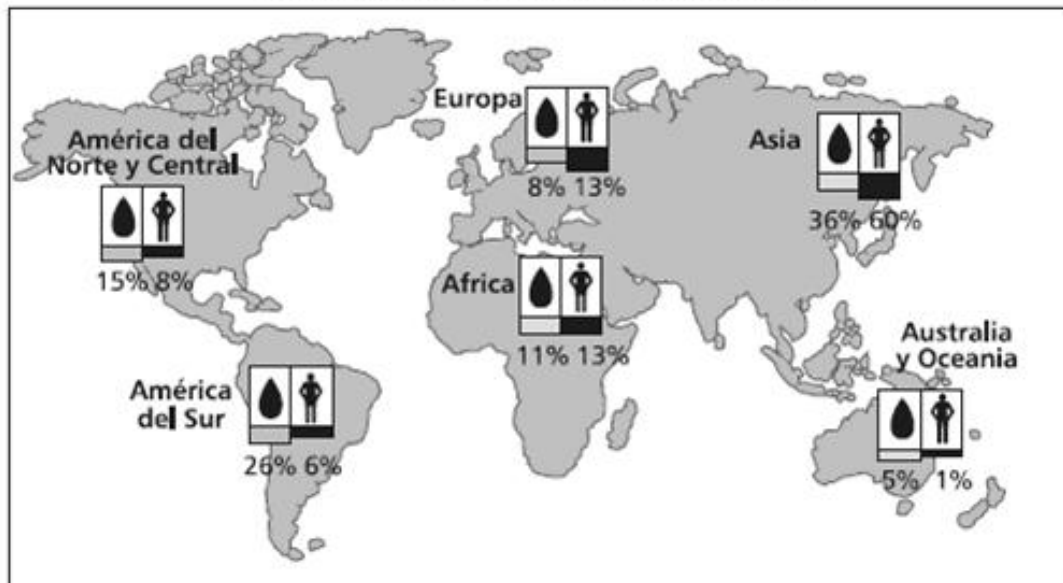 América del
Norte y Central
15% 8%
Europa
8% 13%
Asia
36% 60%
Africa
11% 13%
América
del Sur
26% 6%
Australia
y Oceania
5% 1%